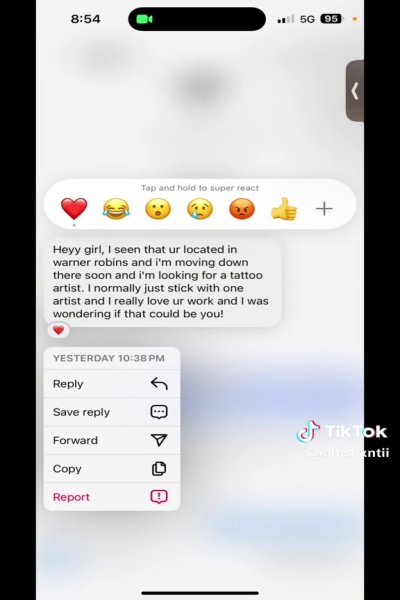 8:54
5G 95
Tap and hold to super react
Heyy girl, I seen that ur located in
warner robins and i'm moving down
there soon and i'm looking for a tattoo
artist. I normally just stick with one
artist and I really love ur work and I was
wondering if that could be you!
YESTERDAY 10:38 PM
Reply
Save reply
Forward
Copy
Report
TikTok